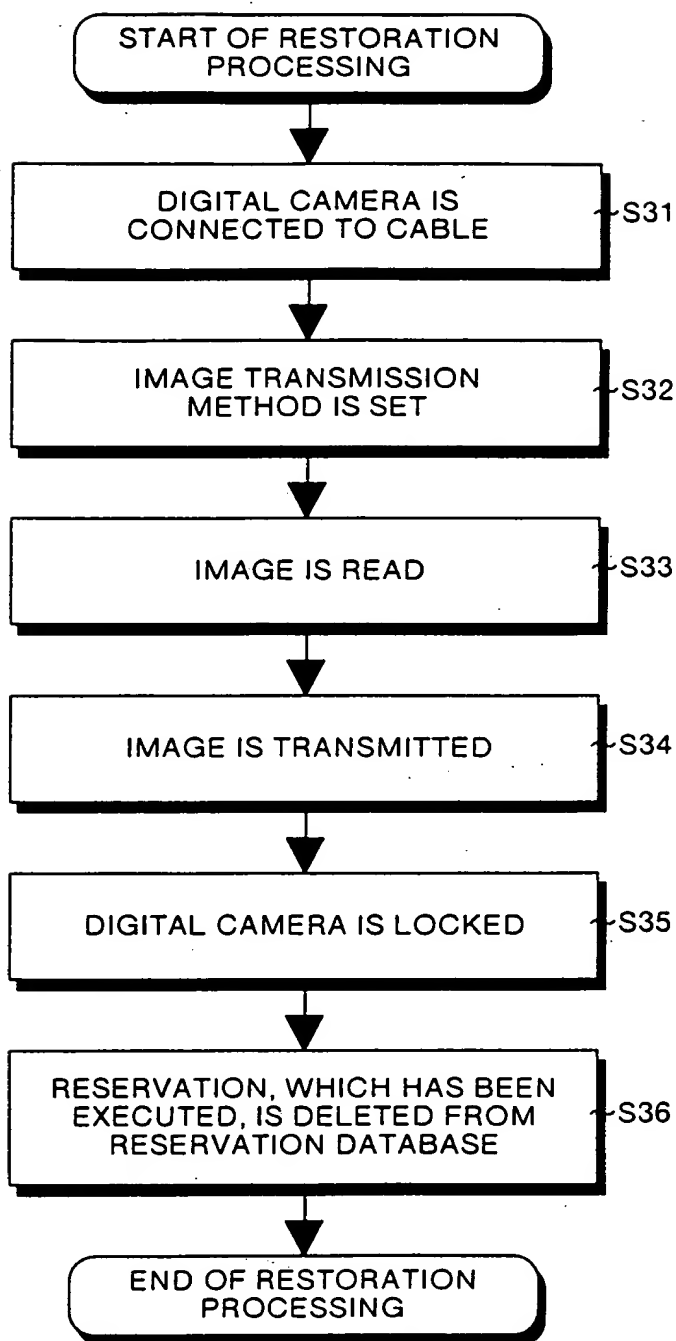 START OF RESTORATION
PROCESSING
DIGITAL CAMERA IS
CONNECTED TO CABLE
S31
IMAGE TRANSMISSION
METHOD IS SET
S32
IMAGE IS READ
S33
IMAGE IS TRANSMITTED
S34
DIGITAL CAMERA IS LOCKED
S35
RESERVATION, WHICH HAS BEEN
EXECUTED, IS DELETED FROM
RESERVATION DATABASE
S36
END OF RESTORATION
PROCESSING